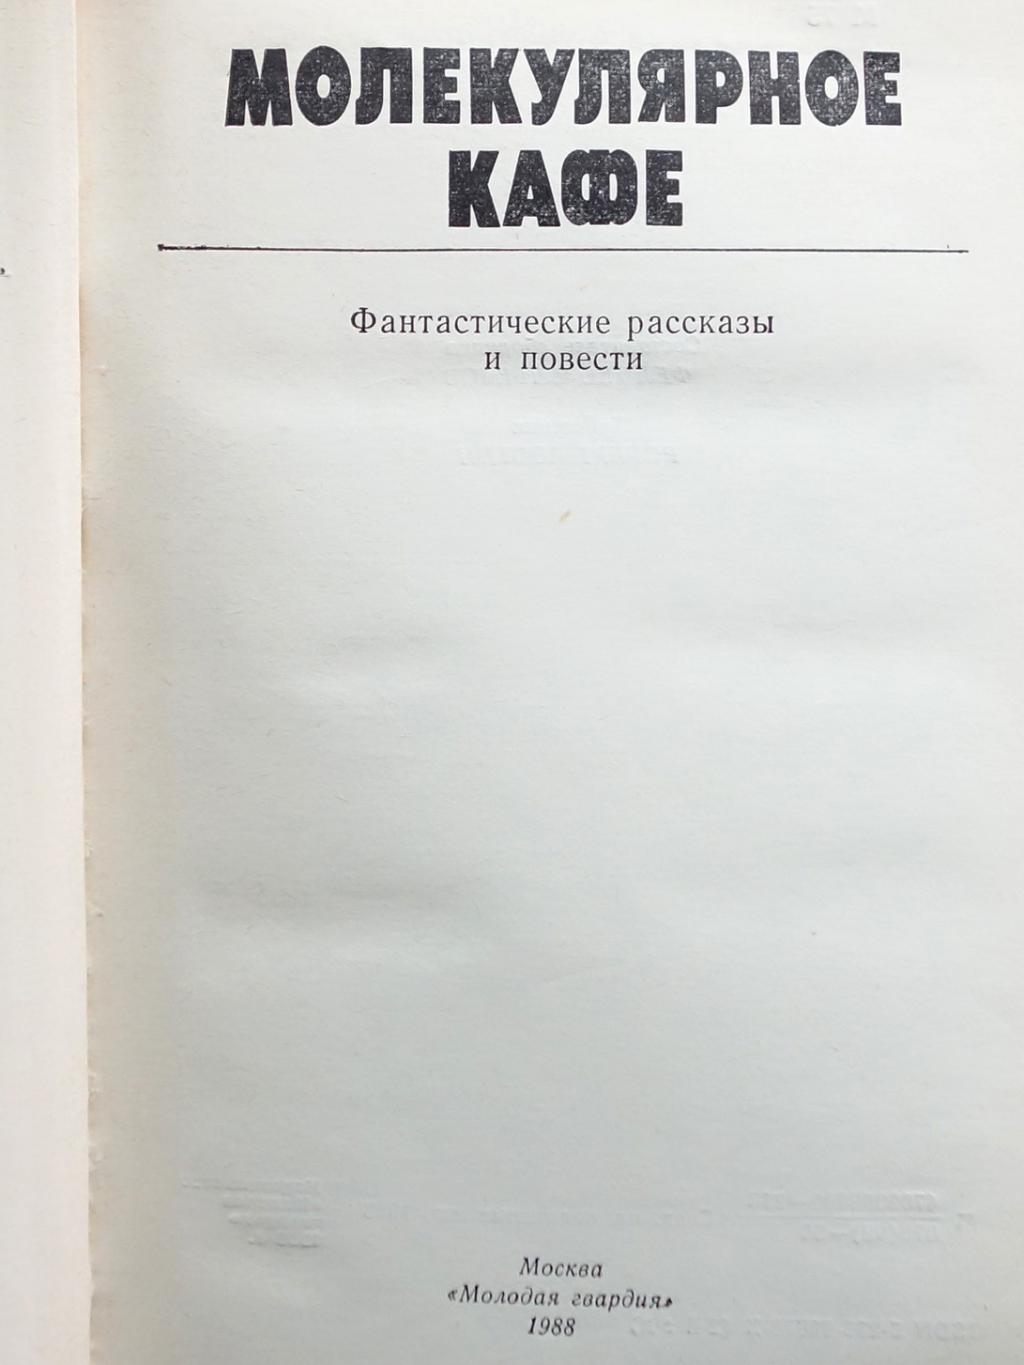 МОЛЕКУЛЯРНОЕ
КАФЕ
Фантастические рассказы
и повести
Москва
«Молодая гвардия»
1988